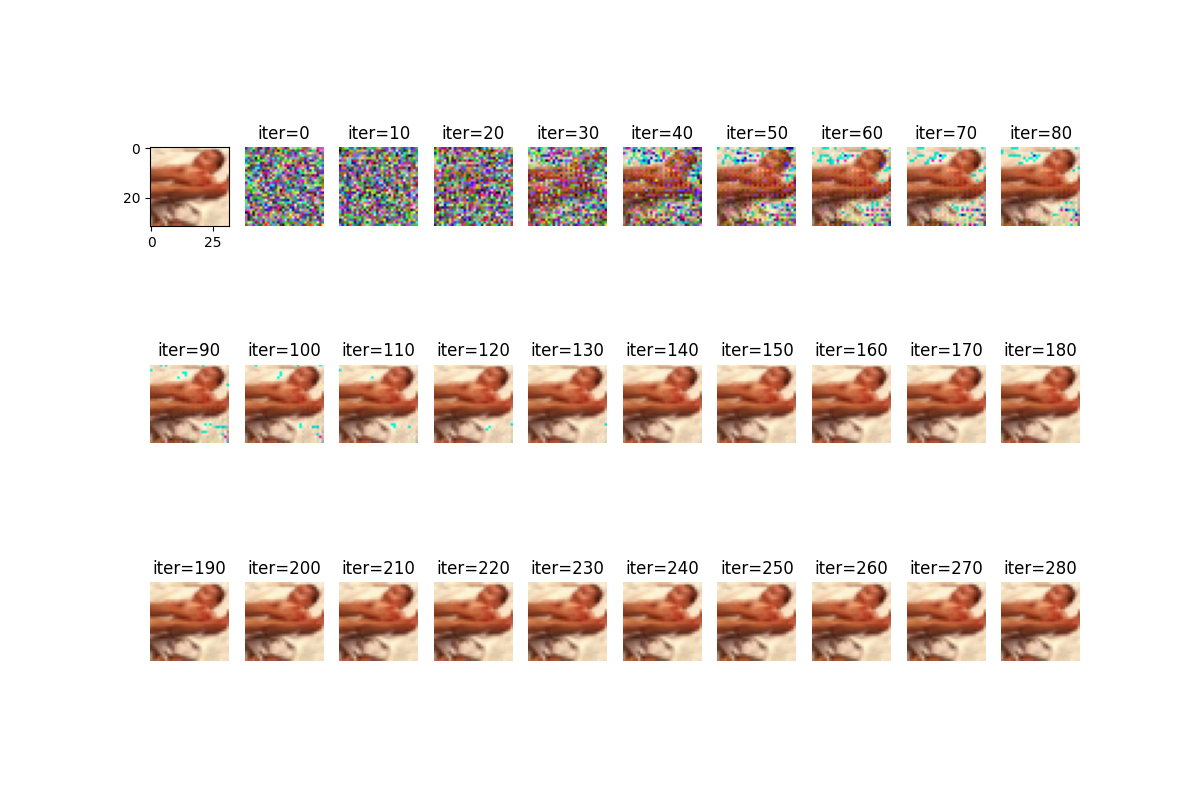 iter=0 iter=10 iter=20 iter=30 iter=40 iter=50 iter=60 iter=70 iter=80
0
20
0 25
iter=90 iter=100 iter=110 iter=120 iter=130 iter=140 iter=150 iter=160 iter=170 iter=180
iter=190 iter=200 iter=210 iter=220 iter=230 iter=240 iter=250 iter=260 iter=270 iter=280